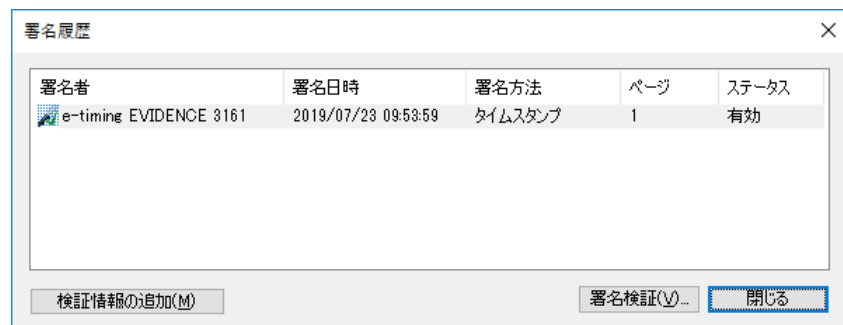 署名履歴
署名者 署名日時 署名方法 ページ ステータス
e-timing EVIDENCE 3161 2019/07/23 09:53:59 タイムスタンプ 1 有効
検証情報の追加(M) 署名検証(V)... 閉じる